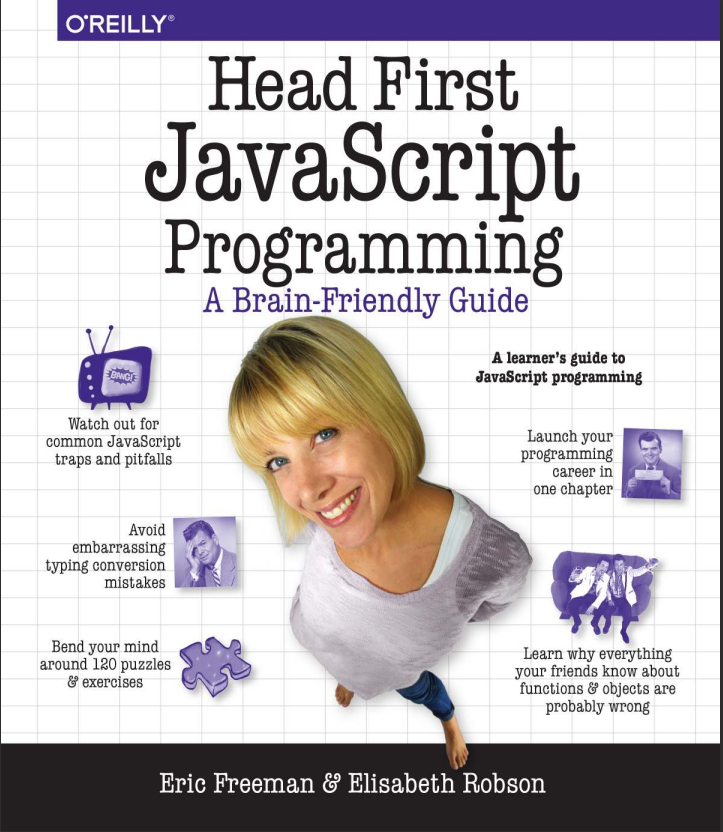 O'REILLY®
Head First
JavaScript
Programming
A Brain-Friendly Guide
A learner's guide to
JavaScript programming
BANG!
Watch out for
common JavaScript
traps and pitfalls
Launch your
programming
career in
one chapter
Avoid
embarrassing
typing conversion
mistakes
Bend your mind
around 120 puzzles
& exercises
Learn why everything
your friends know about
functions & objects are
probably wrong
Eric Freeman & Elisabeth Robson